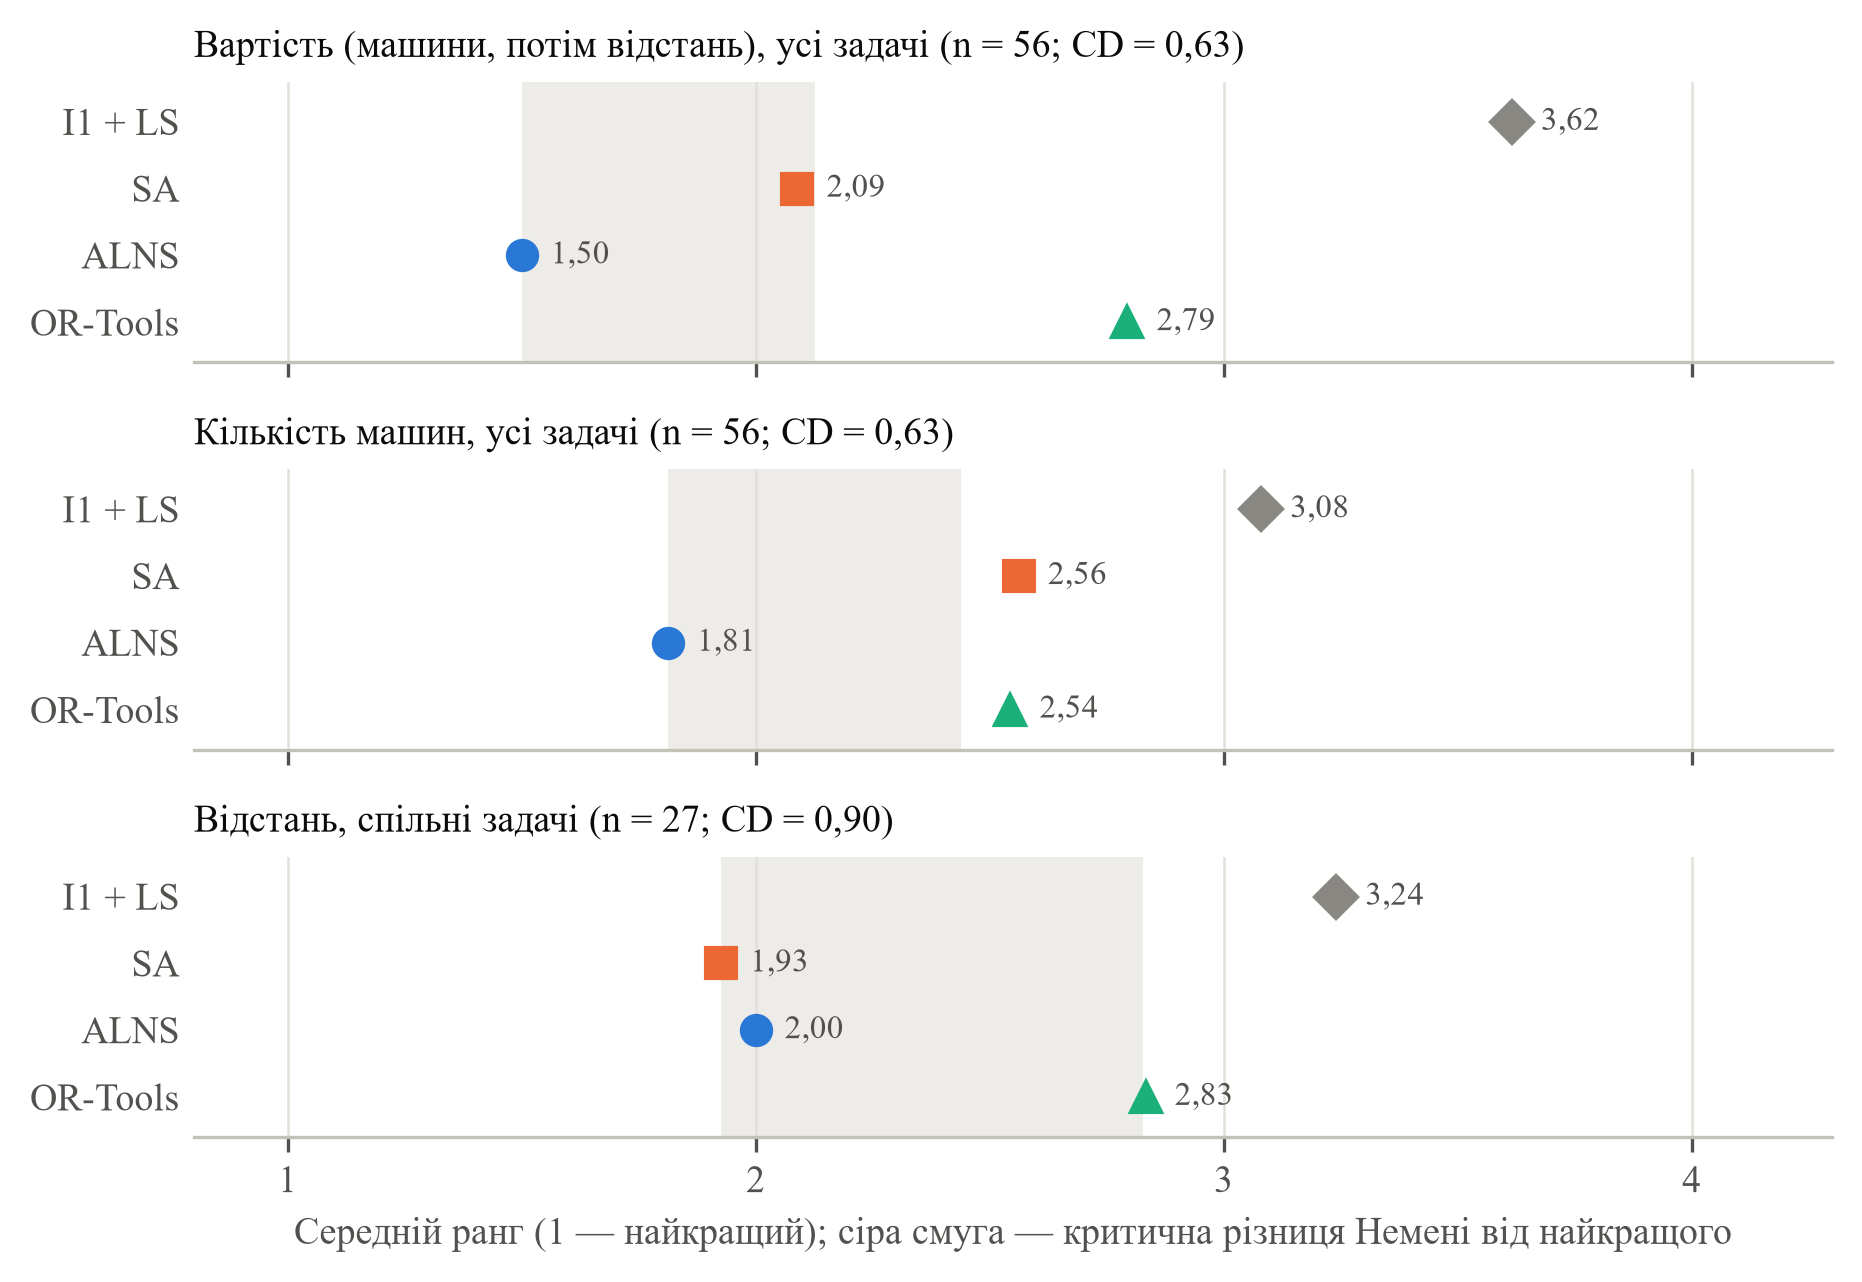 Вартість (машини, потім відстань), усі задачі (n = 56; CD = 0,63)
I1 + LS 3,62
SA 2,09
ALNS 1,50
OR-Tools 2,79
Кількість машин, усі задачі (n = 56; CD = 0,63)
I1 + LS 3,08
SA 2,56
ALNS 1,81
OR-Tools 2,54
Відстань, спільні задачі (n = 27; CD = 0,90)
I1 + LS 3,24
SA 1,93
ALNS 2,00
OR-Tools 2,83
1 2 3 4
Середній ранг (1 — найкращий); сіра смуга — критична різниця Немені від найкращого